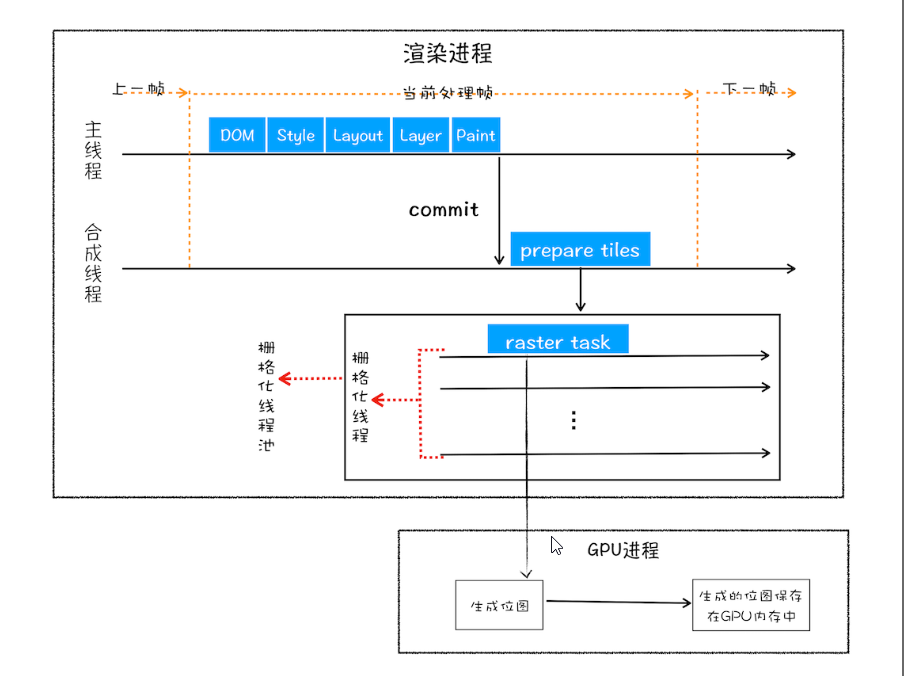 渲染进程
上一帧
当前处理帧
下一帧
主线程
DOM
Style
Layout
Layer
Paint
commit
合成线程
prepare tiles
raster task
栅格化线程池
栅格化线程
GPU进程
生成位图
生成的位图保存
在GPU内存中